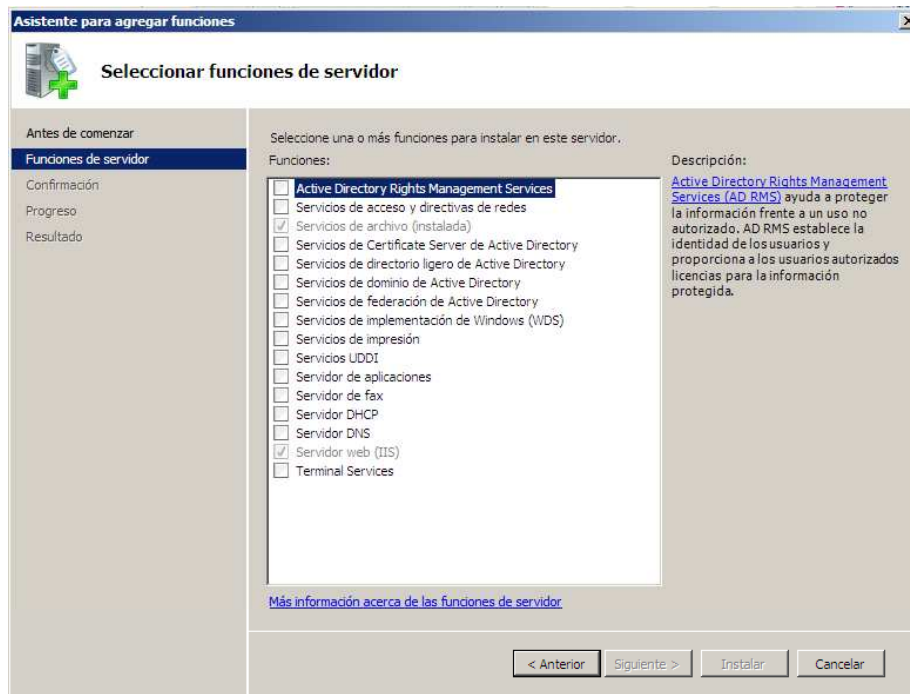 Asistente para agregar funciones
Seleccionar funciones de servidor
Antes de comenzar
Funciones de servidor
Confirmación
Progreso
Resultado
Seleccione una o más funciones para instalar en este servidor.
Funciones:
Active Directory Rights Management Services
Servicios de acceso y directivas de redes
Servicios de archivo (instalada)
Servicios de Certificate Server de Active Directory
Servicios de directorio ligero de Active Directory
Servicios de dominio de Active Directory
Servicios de federación de Active Directory
Servicios de implementación de Windows (WDS)
Servicios de impresión
Servicios UDDI
Servidor de aplicaciones
Servidor de fax
Servidor DHCP
Servidor DNS
Servidor web (IIS)
Terminal Services
Más información acerca de las funciones de servidor
Descripción:
Active Directory Rights Management
Services (AD RMS) ayuda a proteger
la información frente a un uso no
autorizado. AD RMS establece la
identidad de los usuarios y
proporciona a los usuarios autorizados
licencias para la información
protegida.
< Anterior
Siguiente >
Instalar
Cancelar